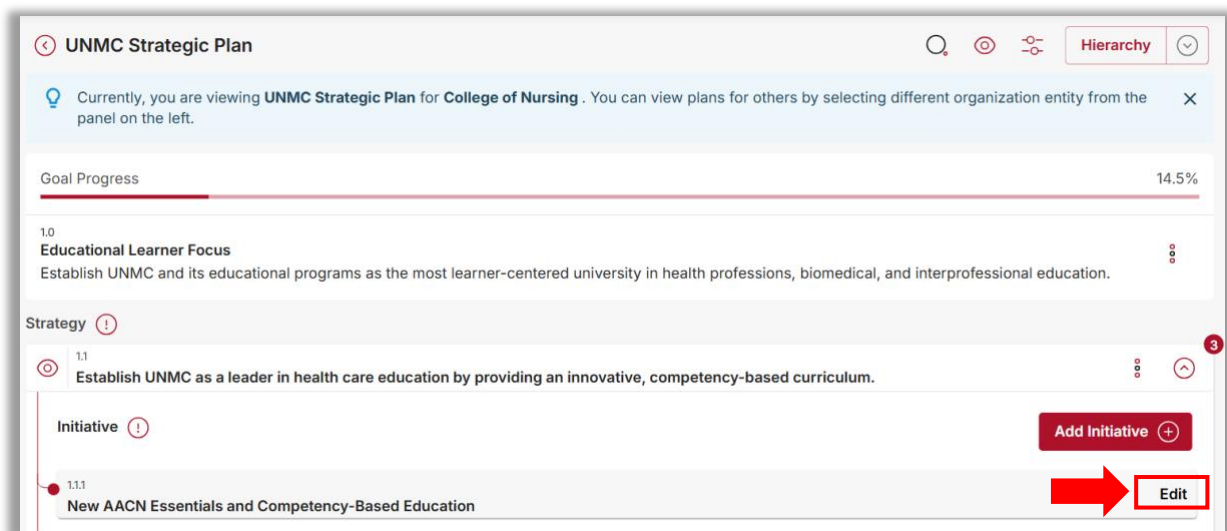 UNMC Strategic Plan
Hierarchy
Currently, you are viewing UNMC Strategic Plan for College of Nursing . You can view plans for others by selecting different organization entity from the
panel on the left.
Goal Progress
14.5%
1.0
Educational Learner Focus
Establish UNMC and its educational programs as the most learner-centered university in health professions, biomedical, and interprofessional education.
Strategy
3
1.1
Establish UNMC as a leader in health care education by providing an innovative, competency-based curriculum.
Initiative
Add Initiative
1.1.1
New AACN Essentials and Competency-Based Education
Edit